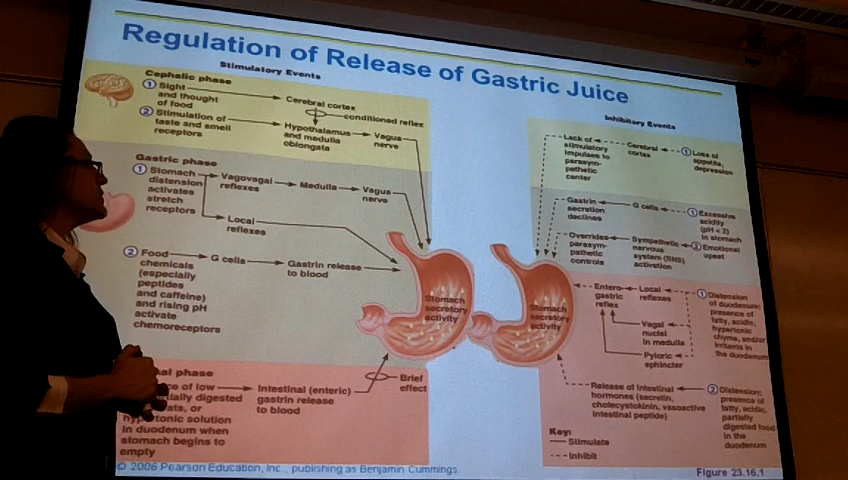 Regulation of Release of Gastric Juice
Stimulatory Events
Cephalic phase
1 Sight
and thought
of food
Cerebral cortex
conditioned reflex
2 Stimulation of
taste and smell
receptors
Hypothalamus
and medulla
oblongata
Vagus
nerve
Gastric phase
1 Stomach
distension
activates
stretch
receptors
Vagovagal
reflexes
Medulla
Vagus
nerve
Local
reflexes
2 Food
chemicals
(especially
peptides
and caffeine)
and rising pH
activate
chemoreceptors
G cells
Gastrin release
to blood
Stomach
secretory
activity
phase
of low
digested
or
solution
in duodenum when
stomach begins to
empty
Intestinal (enteric)
gastrin release
to blood
Brief
effect
Inhibitory Events
Lack of
stimulatory
impulses to
parasym-
pathetic
center
Cerebral
cortex
1 Loss of
appetite,
depression
Gastrin
secretion
declines
G cells
1 Excessive
acidity
(pH < 2)
in stomach
Overrides
parasym-
pathetic
controls
Sympathetic
nervous
system (SNS)
activation
2 Emotional
upset
Stomach
secretory
activity
Entero-
gastric
reflex
Local
reflexes
Vagal
nuclei
in medulla
Pyloric
sphincter
1 Distension
of duodenum;
presence of
fatty, acidic,
hypertonic
chyme, and/or
irritants in
the duodenum
Release of intestinal
hormones (secretin,
cholecystokinin, vasoactive
intestinal peptide)
2 Distension;
presence of
fatty, acidic,
partially
digested food
in the
duodenum
Key:
Stimulate
Inhibit
© 2006 Pearson Education, Inc., publishing as Benjamin Cummings
Figure 23.16.1